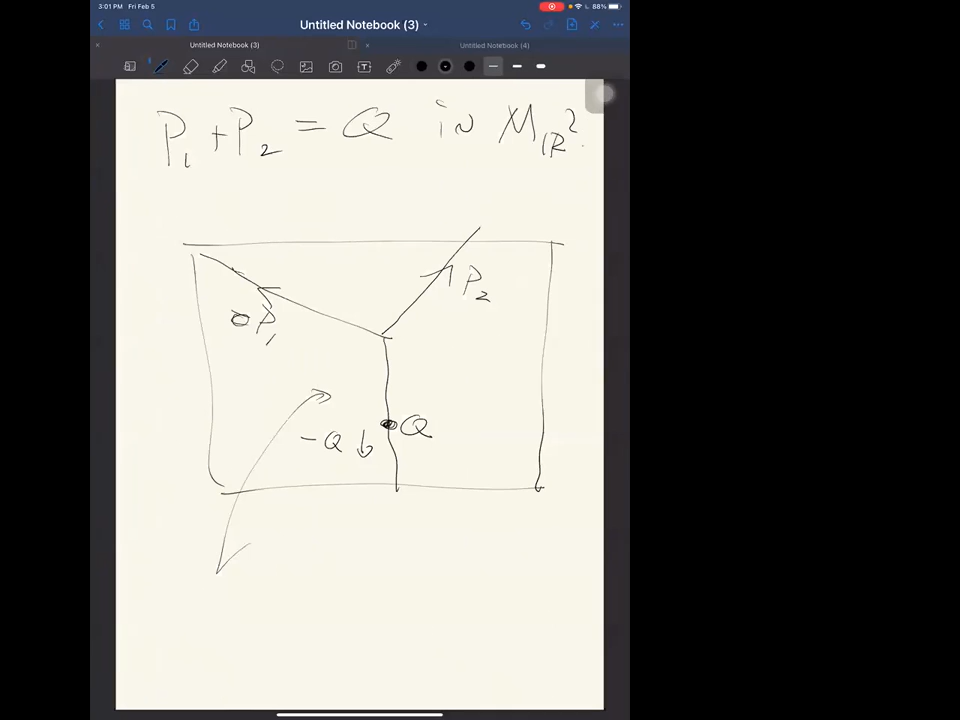 3:01 PM Fri Feb 5
88%
Untitled Notebook (3)
Untitled Notebook (3)
Untitled Notebook (4)
P₁ + P₂ = Q in M_ℝ?
P₂
P₁
Q
-Q